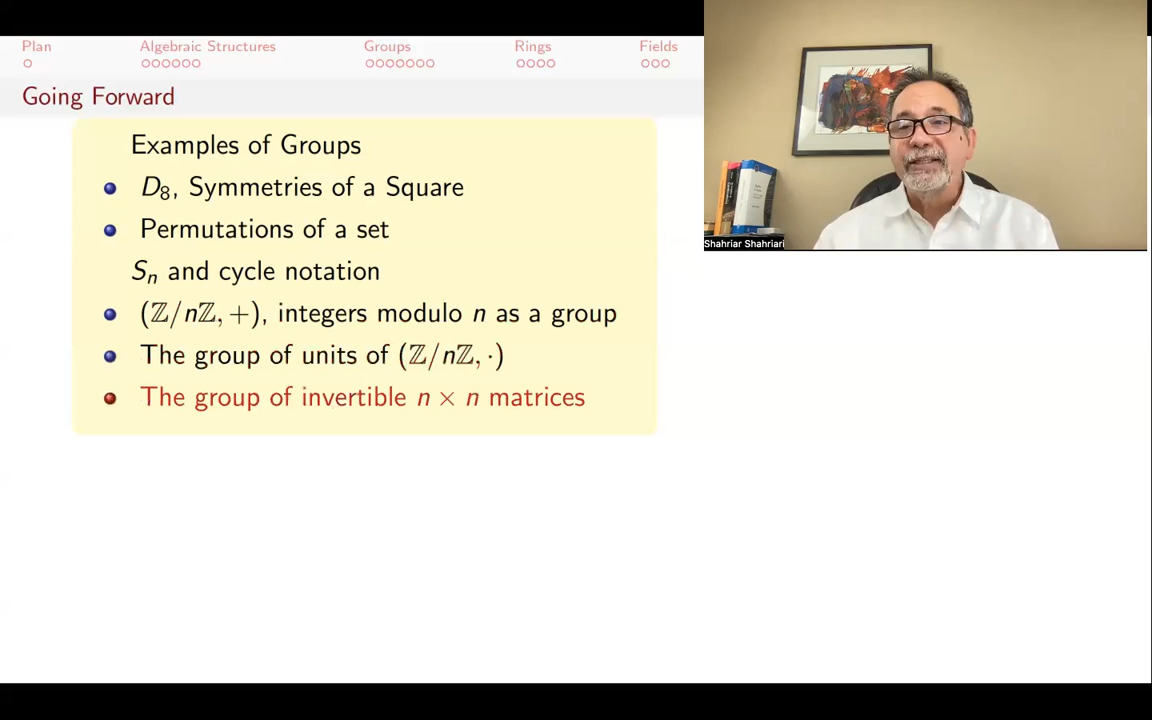 Plan Algebraic Structures Groups Rings Fields
Going Forward
Examples of Groups
D₈, Symmetries of a Square
Permutations of a set
Sₙ and cycle notation
(ℤ/nℤ, +), integers modulo n as a group
The group of units of (ℤ/nℤ, ·)
The group of invertible n × n matrices
Shahriar Shahriari